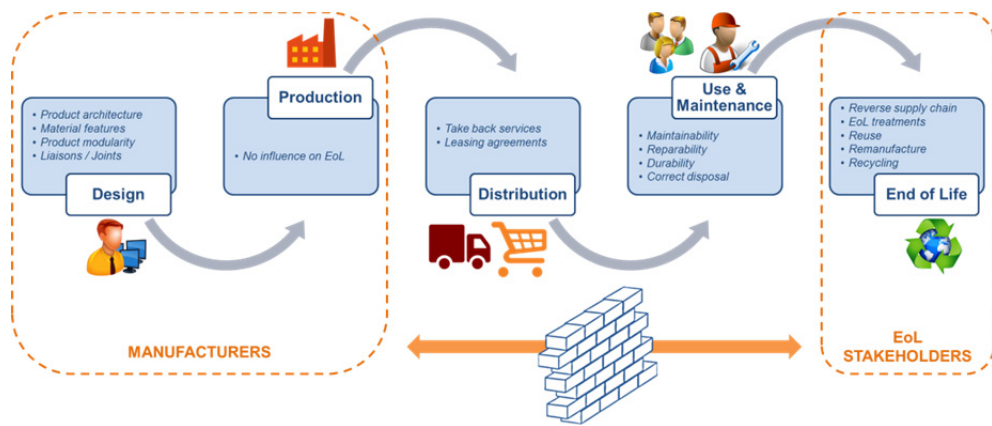 • Product architecture
• Material features
• Product modularity
• Liaisons / Joints
Design
Production
• No influence on EoL
• Take back services
• Leasing agreements
Distribution
Use &
Maintenance
• Maintainability
• Reparability
• Durability
• Correct disposal
• Reverse supply chain
• EoL treatments
• Reuse
• Remanufacture
• Recycling
End of Life
MANUFACTURERS
EoL
STAKEHOLDERS